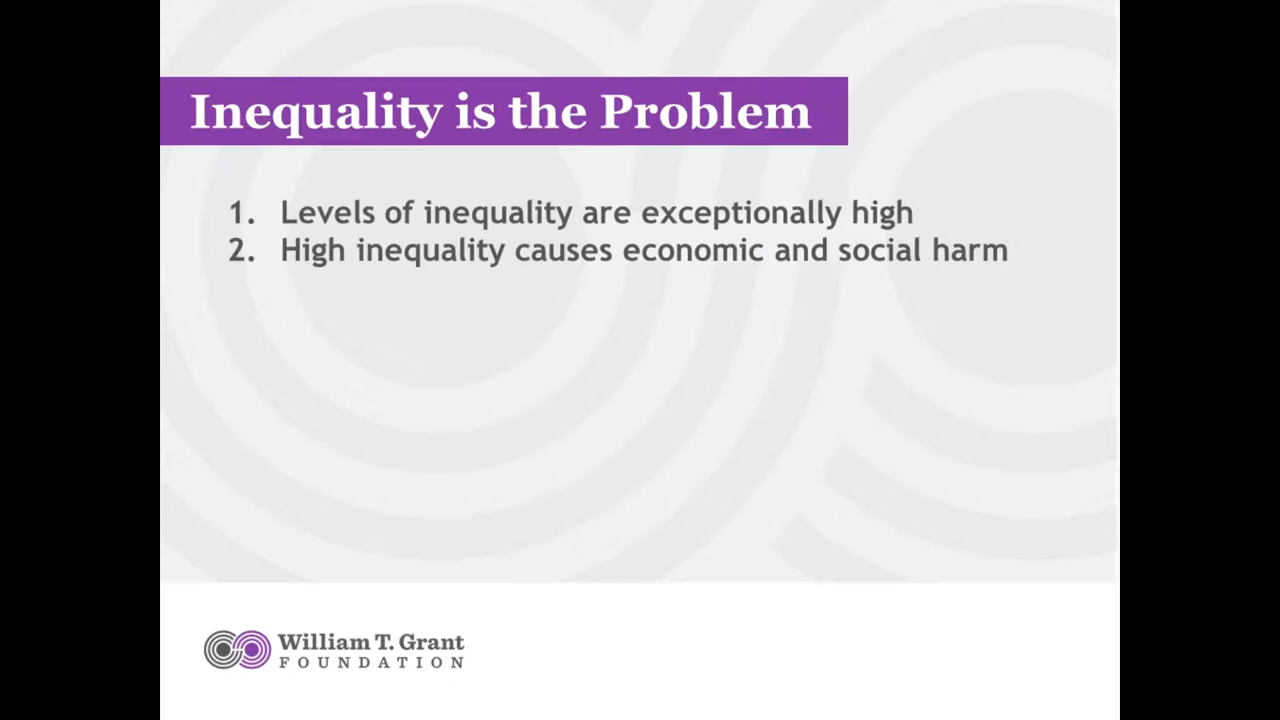 Inequality is the Problem
1. Levels of inequality are exceptionally high
2. High inequality causes economic and social harm
William T. Grant
FOUNDATION